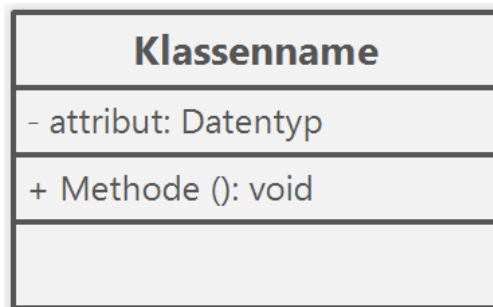 Klassenname
- attribut: Datentyp
+ Methode (): void